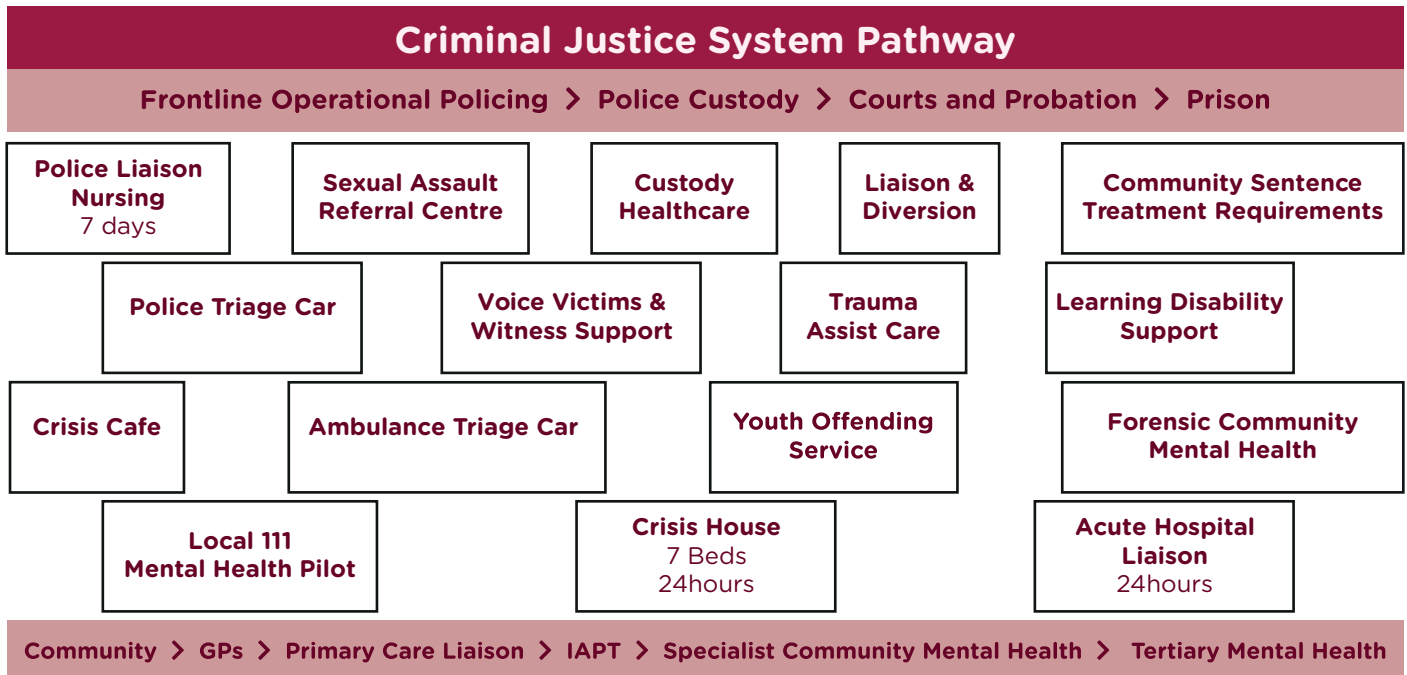 Criminal Justice System Pathway
Frontline Operational Policing > Police Custody > Courts and Probation > Prison
Police Liaison
Nursing
7 days
Sexual Assault
Referral Centre
Custody
Healthcare
Liaison &
Diversion
Community Sentence
Treatment Requirements
Police Triage Car
Voice Victims &
Witness Support
Trauma
Assist Care
Learning Disability
Support
Crisis Cafe
Ambulance Triage Car
Youth Offending
Service
Forensic Community
Mental Health
Local 111
Mental Health Pilot
Crisis House
7 Beds
24hours
Acute Hospital
Liaison
24hours
Community > GPs > Primary Care Liaison > IAPT > Specialist Community Mental Health > Tertiary Mental Health